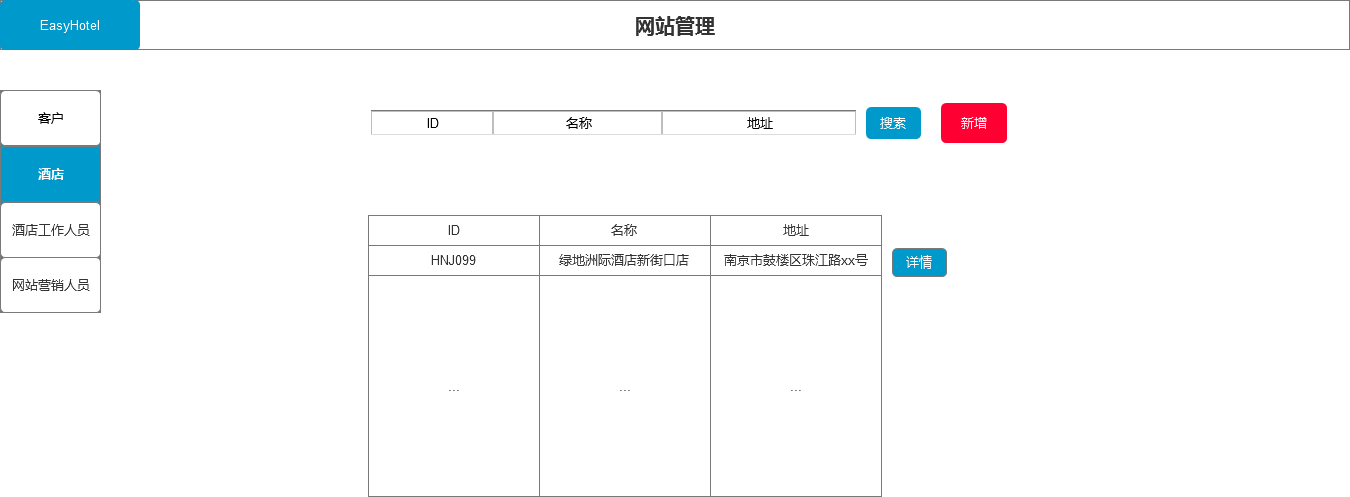 EasyHotel
网站管理
客户
酒店
酒店工作人员
网站营销人员
ID 名称 地址 搜索 新增
ID 名称 地址
HNJ099 绿地洲际酒店新街口店 南京市鼓楼区珠江路xx号 详情
... ... ...